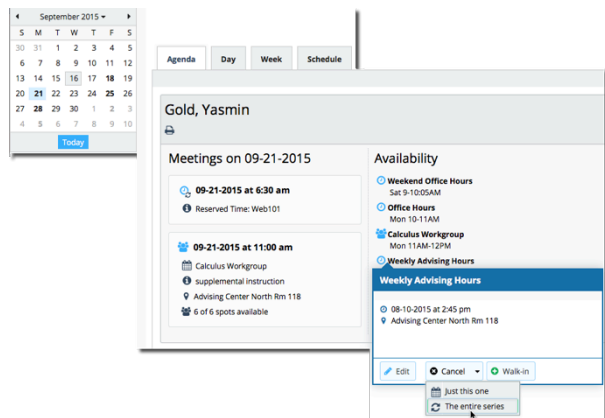 September 2015
S M T W T F S
30 31 1 2 3 4 5
6 7 8 9 10 11 12
13 14 15 16 17 18 19
20 21 22 23 24 25 26
27 28 29 30 1 2 3
4 5 6 7 8 9 10
Today
Agenda Day Week Schedule
Gold, Yasmin
Meetings on 09-21-2015
09-21-2015 at 6:30 am
Reserved Time: Web101
09-21-2015 at 11:00 am
Calculus Workgroup
supplemental instruction
Advising Center North Rm 118
6 of 6 spots available
Availability
Weekend Office Hours
Sat 9-10:05AM
Office Hours
Mon 10-11AM
Calculus Workgroup
Mon 11AM-12PM
Weekly Advising Hours
Weekly Advising Hours
08-10-2015 at 2:45 pm
Advising Center North Rm 118
Edit Cancel Walk-in
Just this one
The entire series